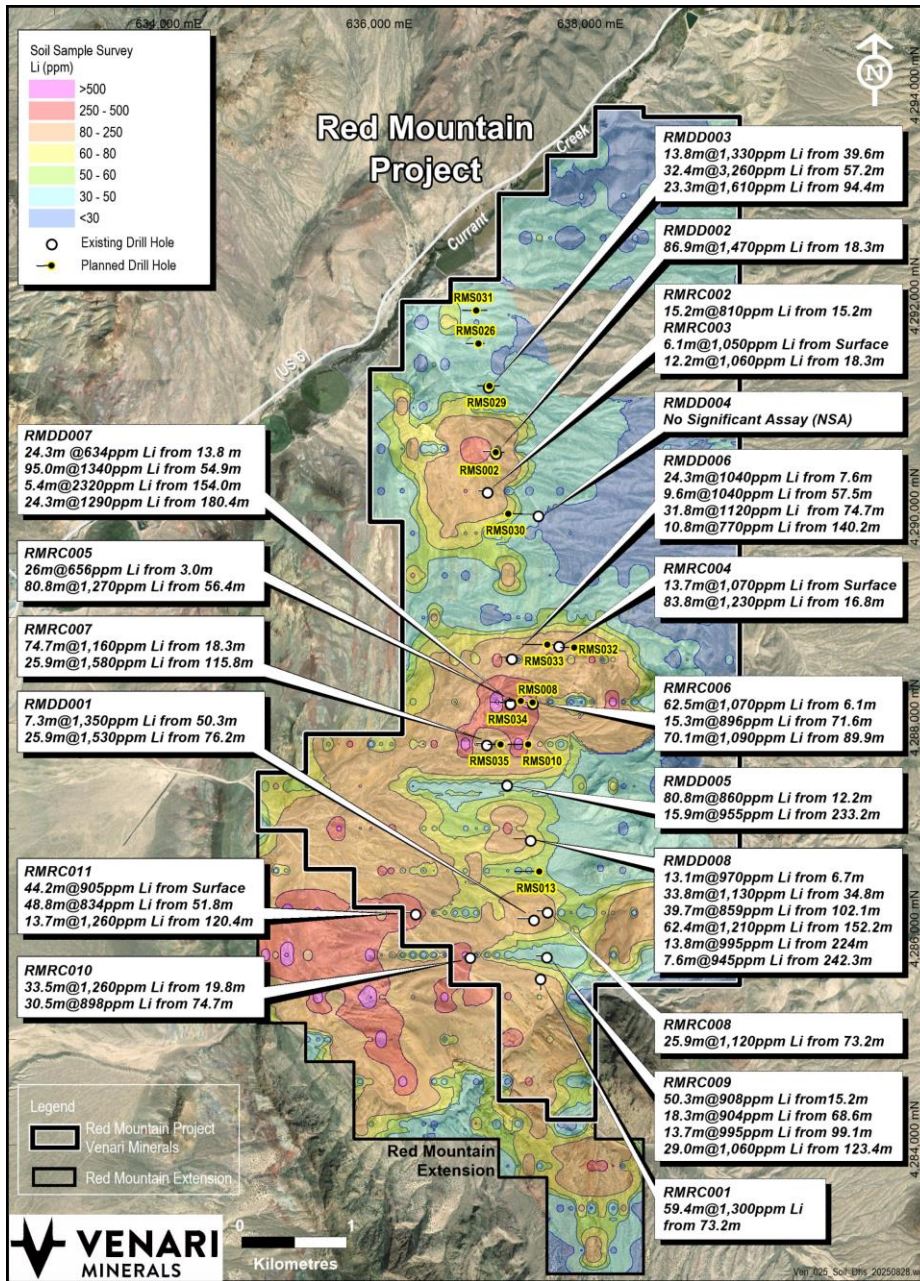 634,000 mE
636,000 mE
638,000 mE
Soil Sample Survey
Li (ppm)
>500
250 - 500
80 - 250
60 - 80
50 - 60
30 - 50
<30
Existing Drill Hole
Planned Drill Hole
Red Mountain
Project
N
4,294,000 mN
Currant Creek
US 6
RMDD003
13.8m@1,330ppm Li from 39.6m
32.4m@3,260ppm Li from 57.2m
23.3m@1,610ppm Li from 94.4m
RMDD002
86.9m@1,470ppm Li from 18.3m
RMRC002
15.2m@810ppm Li from 15.2m
RMRC003
6.1m@1,050ppm Li from Surface
12.2m@1,060ppm Li from 18.3m
RMDD004
No Significant Assay (NSA)
RMDD006
24.3m@1040ppm Li from 7.6m
9.6m@1040ppm Li from 57.5m
31.8m@1120ppm Li from 74.7m
10.8m@770ppm Li from 140.2m
RMRC004
13.7m@1,070ppm Li from Surface
83.8m@1,230ppm Li from 16.8m
RMRC006
62.5m@1,070ppm Li from 6.1m
15.3m@896ppm Li from 71.6m
70.1m@1,090ppm Li from 89.9m
RMDD005
80.8m@860ppm Li from 12.2m
15.9m@955ppm Li from 233.2m
RMDD008
13.1m@970ppm Li from 6.7m
33.8m@1,130ppm Li from 34.8m
39.7m@859ppm Li from 102.1m
62.4m@1,210ppm Li from 152.2m
13.8m@995ppm Li from 224m
7.6m@945ppm Li from 242.3m
RMRC008
25.9m@1,120ppm Li from 73.2m
RMRC009
50.3m@908ppm Li from15.2m
18.3m@904ppm Li from 68.6m
13.7m@995ppm Li from 99.1m
29.0m@1,060ppm Li from 123.4m
RMRC001
59.4m@1,300ppm Li
from 73.2m
4,284,000 mN
RMS031
RMS026
RMS029
RMS002
RMS030
RMS033
RMS032
RMS008
RMS034
RMS035
RMS010
RMS013
RMDD007
24.3m @634ppm Li from 13.8 m
95.0m@1340ppm Li from 54.9m
5.4m@2320ppm Li from 154.0m
24.3m@1290ppm Li from 180.4m
RMRC005
26m@656ppm Li from 3.0m
80.8m@1,270ppm Li from 56.4m
RMRC007
74.7m@1,160ppm Li from 18.3m
25.9m@1,580ppm Li from 115.8m
RMDD001
7.3m@1,350ppm Li from 50.3m
25.9m@1,530ppm Li from 76.2m
RMRC011
44.2m@905ppm Li from Surface
48.8m@834ppm Li from 51.8m
13.7m@1,260ppm Li from 120.4m
RMRC010
33.5m@1,260ppm Li from 19.8m
30.5m@898ppm Li from 74.7m
Legend
Red Mountain Project
Venari Minerals
Red Mountain Extension
Red Mountain
Extension
VENARI
MINERALS
0 1
Kilometres